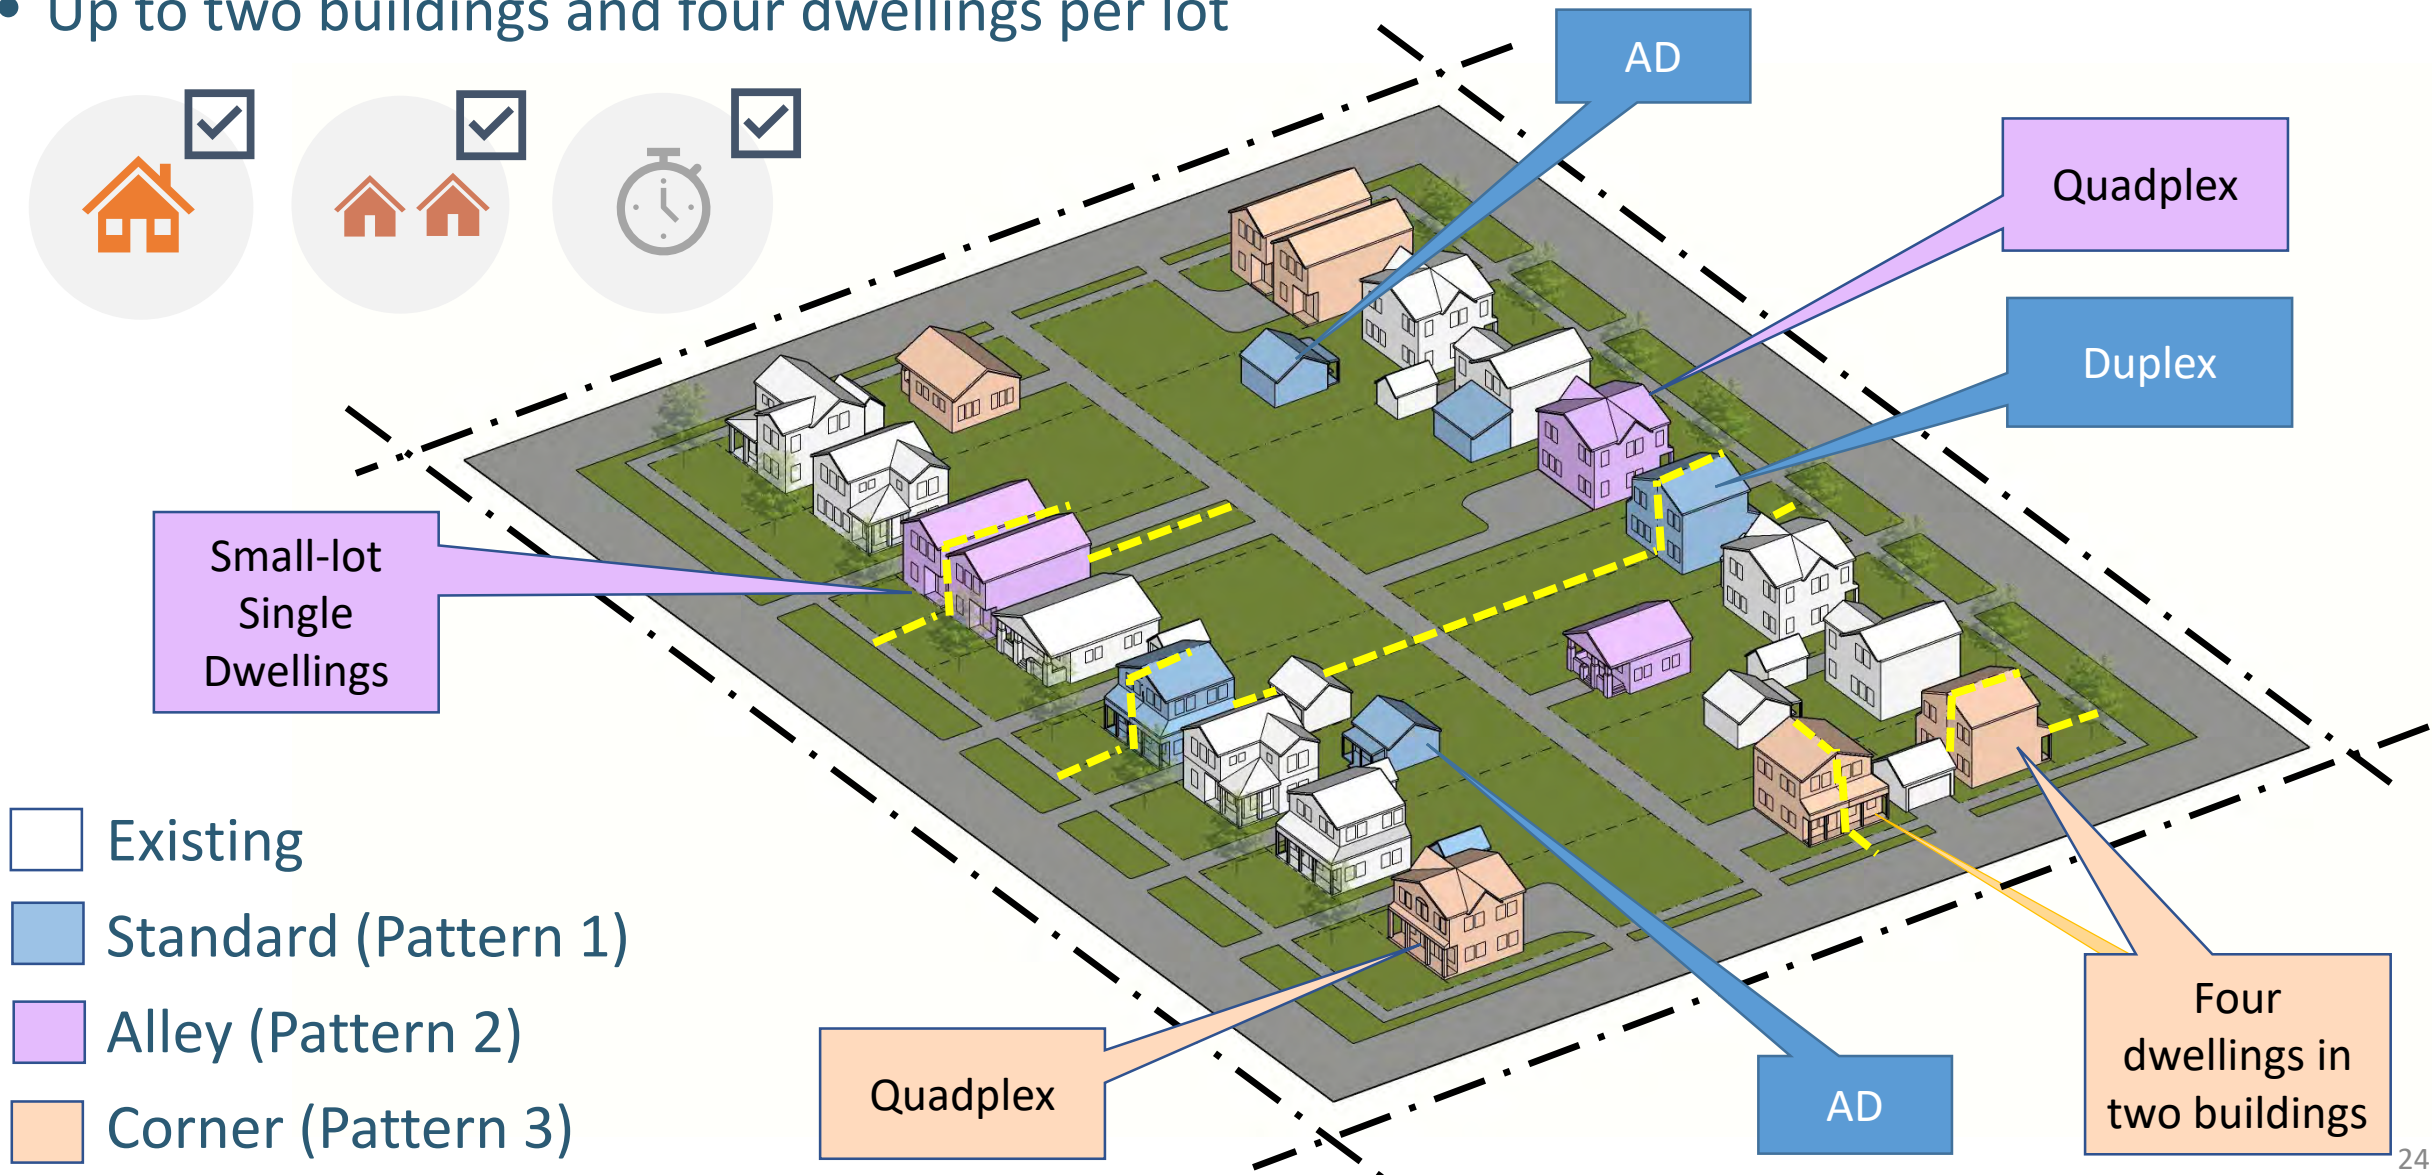 • Up to two buildings and four dwellings per lot
AD
Quadplex
Duplex
Small-lot
Single
Dwellings
Existing
Standard (Pattern 1)
Alley (Pattern 2)
Corner (Pattern 3)
Quadplex
AD
Four
dwellings in
two buildings
24